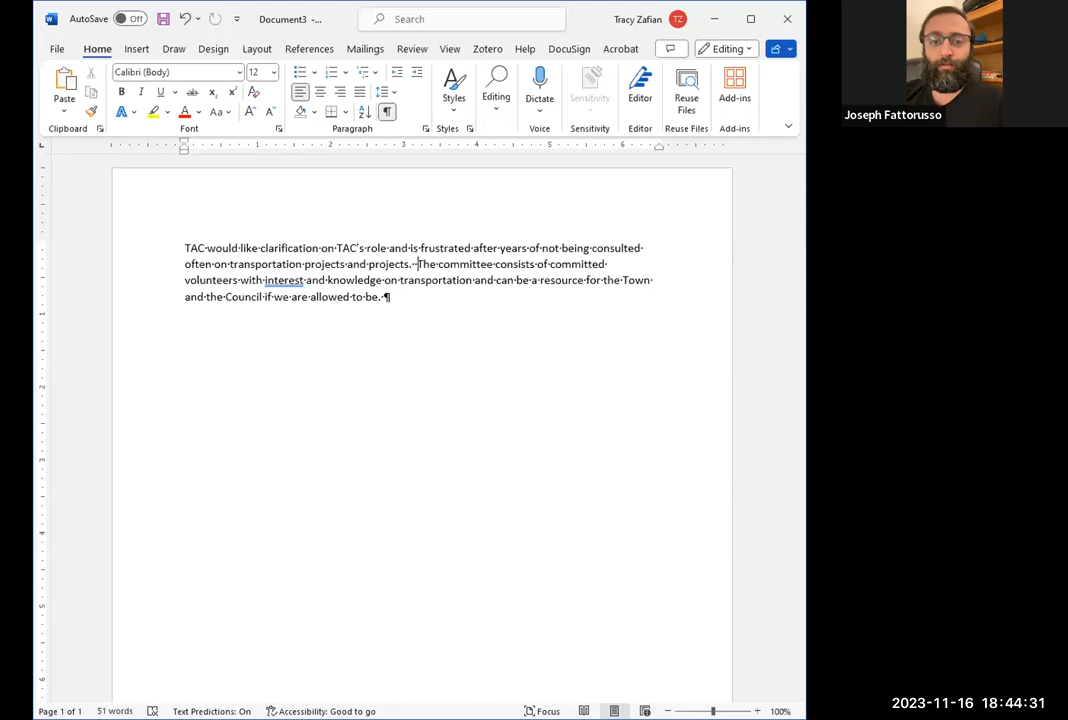 AutoSave Off Document3 -... Search Tracy Zafian TZ
File Home Insert Draw Design Layout References Mailings Review View Zotero Help DocuSign Acrobat Editing
Calibri (Body) 12
Paste Styles Editing Dictate Sensitivity Editor Reuse Files Add-ins
Clipboard Font Paragraph Styles Voice Sensitivity Editor Reuse Files Add-ins
1 2 3 4 5 6
TAC would like clarification on TAC's role and is frustrated after years of not being consulted
often on transportation projects and projects. The committee consists of committed
volunteers with interest and knowledge on transportation and can be a resource for the Town
and the Council if we are allowed to be. ¶
Page 1 of 1 51 words Text Predictions: On Accessibility: Good to go Focus 100%
Joseph Fattorusso
2023-11-16 18:44:31